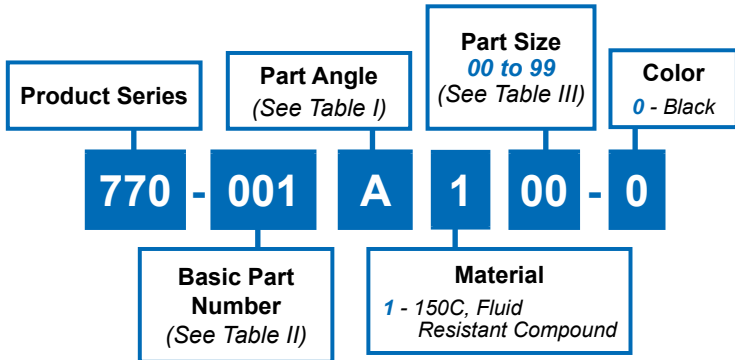 Product Series
Part Angle
(See Table I)
Part Size
00 to 99
(See Table III)
Color
0 - Black
770 - 001 A 1 00 - 0
Basic Part
Number
(See Table II)
Material
1 - 150C, Fluid
Resistant Compound